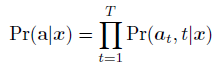 Pr(a|x) = ∏_{t=1}^{T} Pr(a_t, t|x)